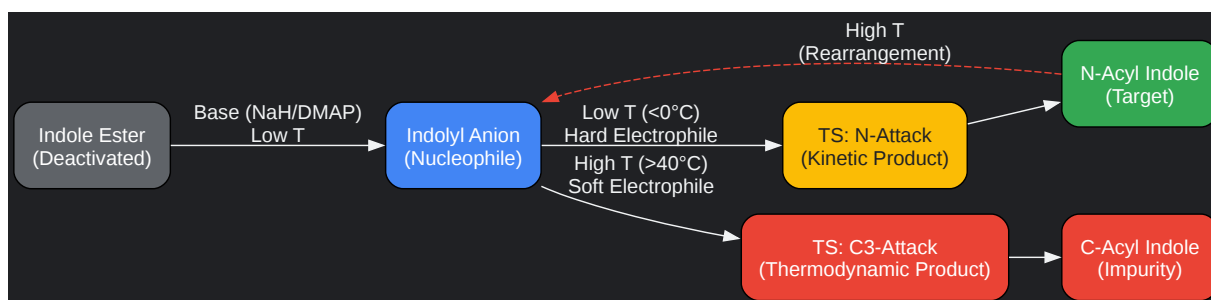 High T
(Rearrangement)
N-Acyl Indole
(Target)
Base (NaH/DMAP)
Low T
Indole Ester
(Deactivated)
Indolyl Anion
(Nucleophile)
Low T (<0°C)
Hard Electrophile
High T (>40°C)
Soft Electrophile
TS: N-Attack
(Kinetic Product)
TS: C3-Attack
(Thermodynamic Product)
C-Acyl Indole
(Impurity)